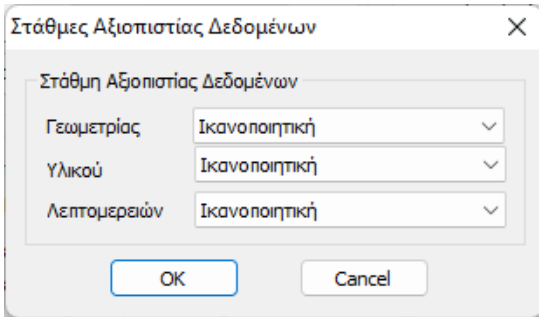 Στάθμες Αξιοπιστίας Δεδομένων
Στάθμη Αξιοπιστίας Δεδομένων
Γεωμετρίας Ικανοποιητική
Υλικού Ικανοποιητική
Λεπτομερειών Ικανοποιητική
OK Cancel